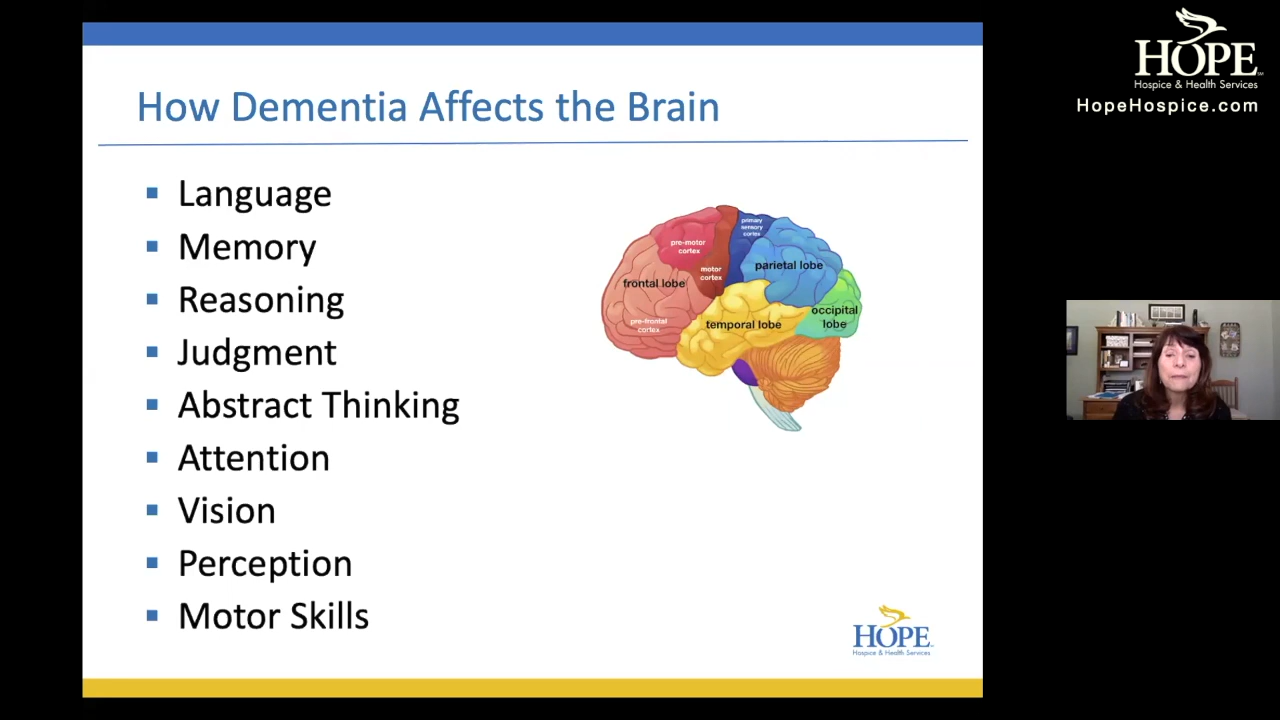 How Dementia Affects the Brain
Language
Memory
Reasoning
Judgment
Abstract Thinking
Attention
Vision
Perception
Motor Skills
primary
sensory
cortex
pre-motor
cortex
motor
cortex
parietal lobe
frontal lobe
pre-frontal
cortex
temporal lobe
occipital
lobe
HOPE
Hospice & Health Services
HOPE
Hospice & Health Services
HopeHospice.com